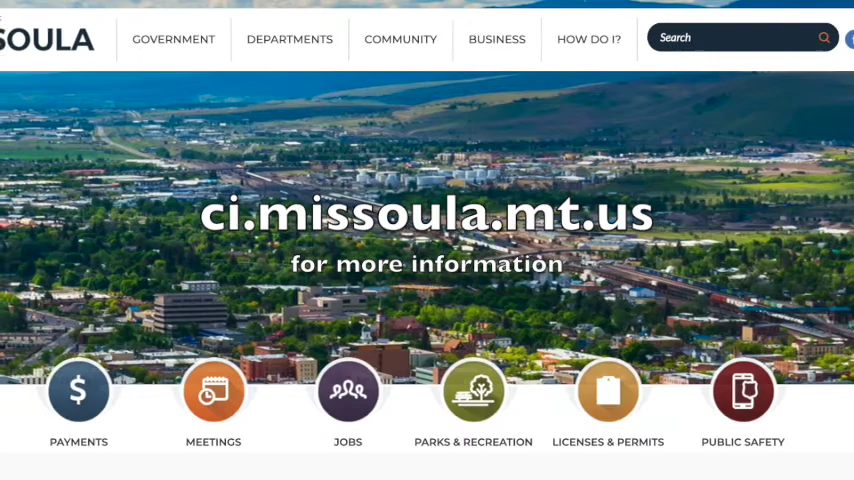 SOULA
GOVERNMENT
DEPARTMENTS
COMMUNITY
BUSINESS
HOW DO I?
Search
ci.missoula.mt.us
for more information
PAYMENTS
MEETINGS
JOBS
PARKS & RECREATION
LICENSES & PERMITS
PUBLIC SAFETY